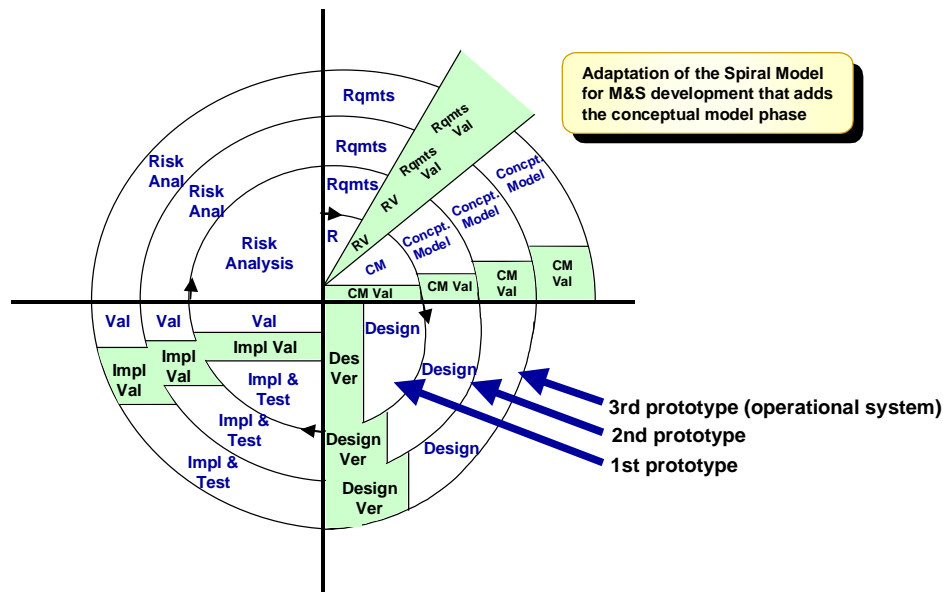 Adaptation of the Spiral Model
for M&S development that adds
the conceptual model phase
Rqmts
Rqmts
Rqmts
R
Rqmts
Val
Rqmts
Val
RV
RV
Concpt.
Model
Concpt.
Model
Concpt.
Model
CM
CM
Val
CM
Val
CM Val
CM Val
Risk
Anal
Risk
Anal
Risk
Analysis
Val
Val
Val
Impl Val
Impl
Val
Impl
Val
Impl &
Test
Impl &
Test
Impl &
Test
Des
Ver
Design
Ver
Design
Ver
Design
Design
Design
3rd prototype (operational system)
2nd prototype
1st prototype